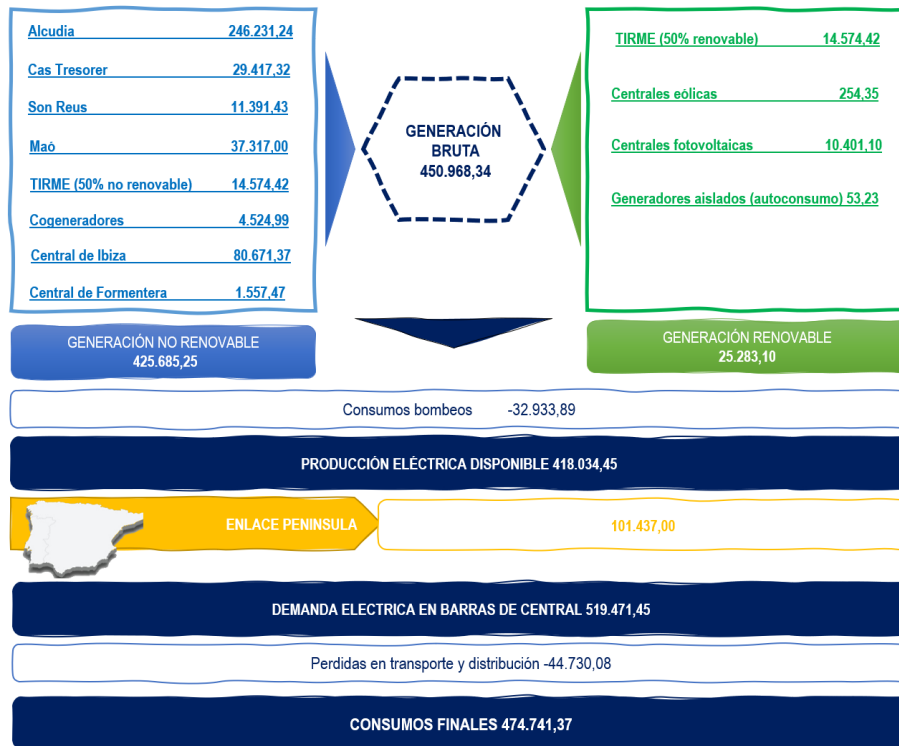 Alcudia 246.231,24
Cas Tresorer 29.417,32
Son Reus 11.391,43
Maó 37.317,00
TIRME (50% no renovable) 14.574,42
Cogeneradores 4.524,99
Central de Ibiza 80.671,37
Central de Formentera 1.557,47
GENERACIÓN NO RENOVABLE
425.685,25
GENERACIÓN
BRUTA
450.968,34
TIRME (50% renovable) 14.574,42
Centrales eólicas 254,35
Centrales fotovoltaicas 10.401,10
Generadores aislados (autoconsumo) 53,23
GENERACIÓN RENOVABLE
25.283,10
Consumos bombeos -32.933,89
PRODUCCIÓN ELÉCTRICA DISPONIBLE 418.034,45
ENLACE PENINSULA 101.437,00
DEMANDA ELECTRICA EN BARRAS DE CENTRAL 519.471,45
Perdidas en transporte y distribución -44.730,08
CONSUMOS FINALES 474.741,37